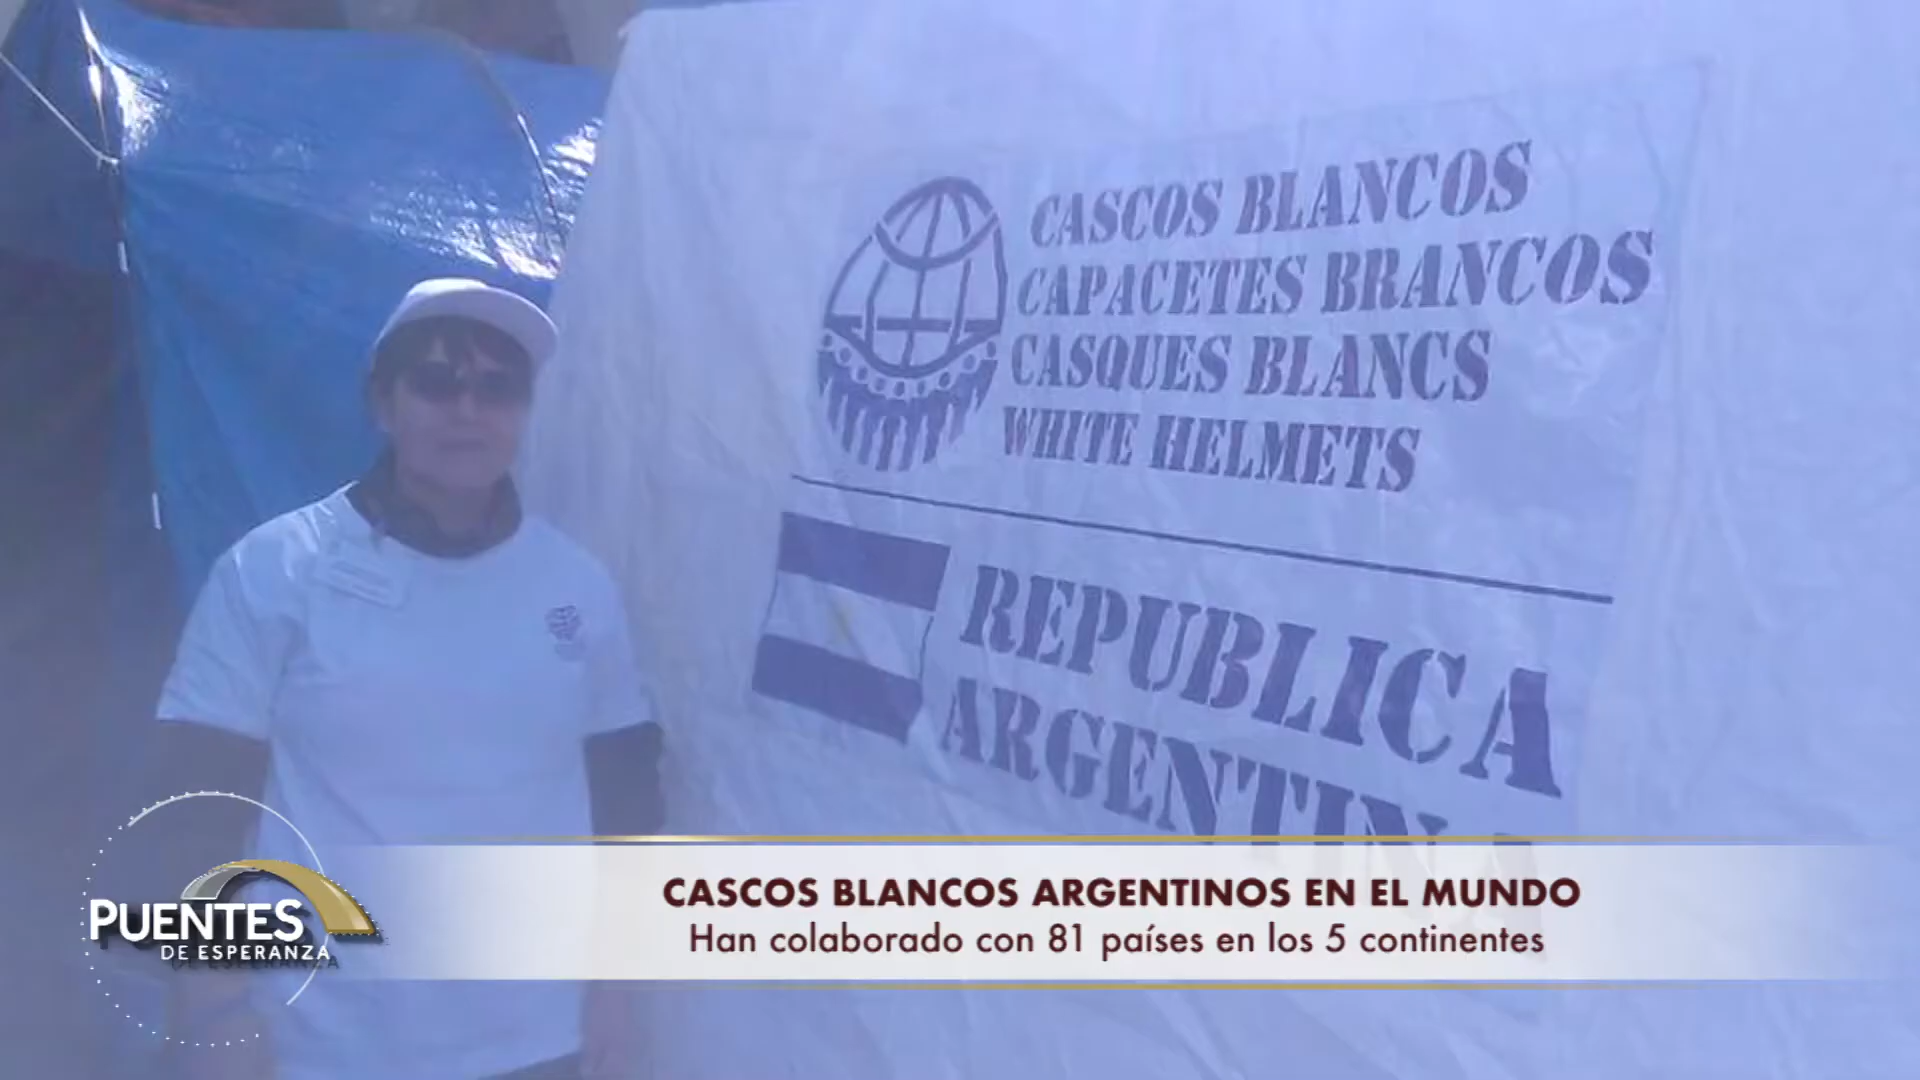 CASCOS BLANCOS
CAPACETES BRANCOS
CASQUES BLANCS
WHITE HELMETS
REPUBLICA
ARGENTINA
PUENTES
DE ESPERANZA
CASCOS BLANCOS ARGENTINOS EN EL MUNDO
Han colaborado con 81 países en los 5 continentes